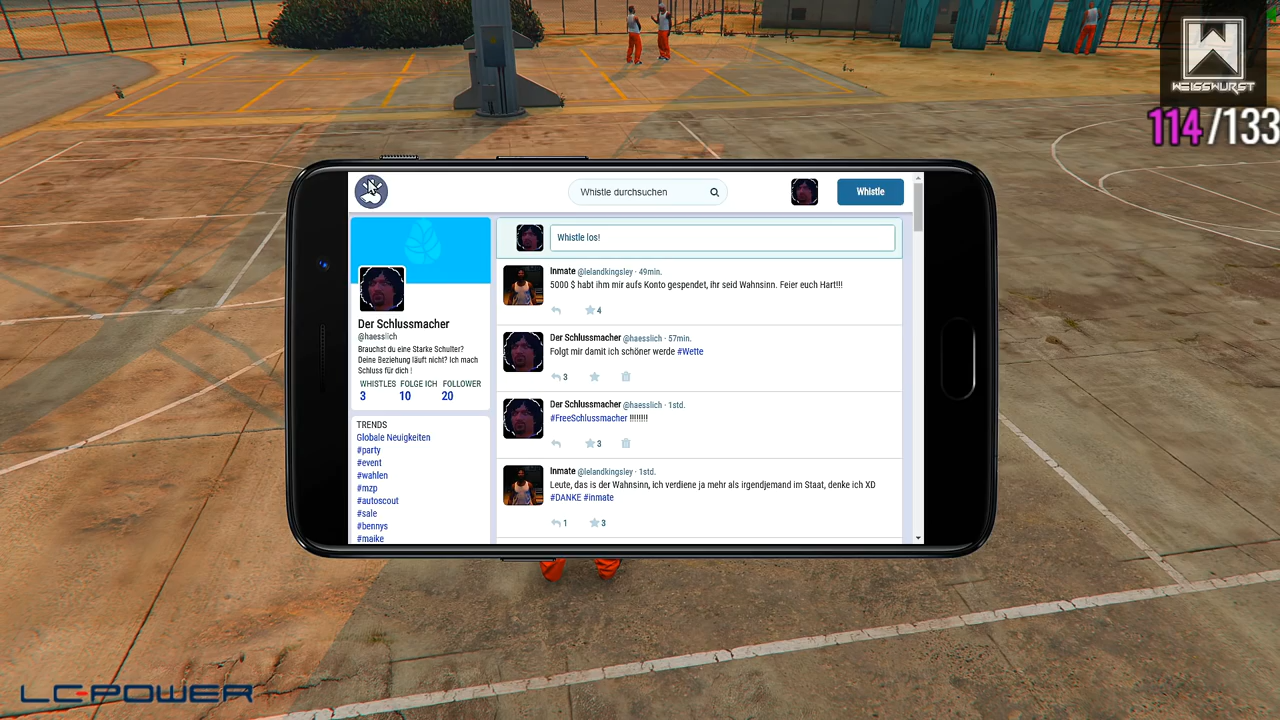 WEISSWURST
114/133
Whistle durchsuchen
Whistle
Whistle los!
Der Schlussmacher
@haesslich
Brauchst du eine Starke Schulter?
Deine Beziehung läuft nicht? Ich mach
Schluss für dich !
WHISTLES FOLGE ICH FOLLOWER
3 10 20
TRENDS
Globale Neuigkeiten
#party
#event
#wahlen
#mzp
#autoscout
#sale
#bennys
#maike
Inmate @lelandkingsley · 49min.
5000 $ habt ihm mir aufs Konto gespendet, ihr seid Wahnsinn. Feier euch Hart!!!
4
Der Schlussmacher @haesslich · 57min.
Folgt mir damit ich schöner werde #Wette
3
Der Schlussmacher @haesslich · 1std.
#FreeSchlussmacher !!!!!!!!
3
Inmate @lelandkingsley · 1std.
Leute, das is der Wahnsinn, ich verdiene ja mehr als irgendjemand im Staat, denke ich XD
#DANKE #inmate
1 3
LC-POWER